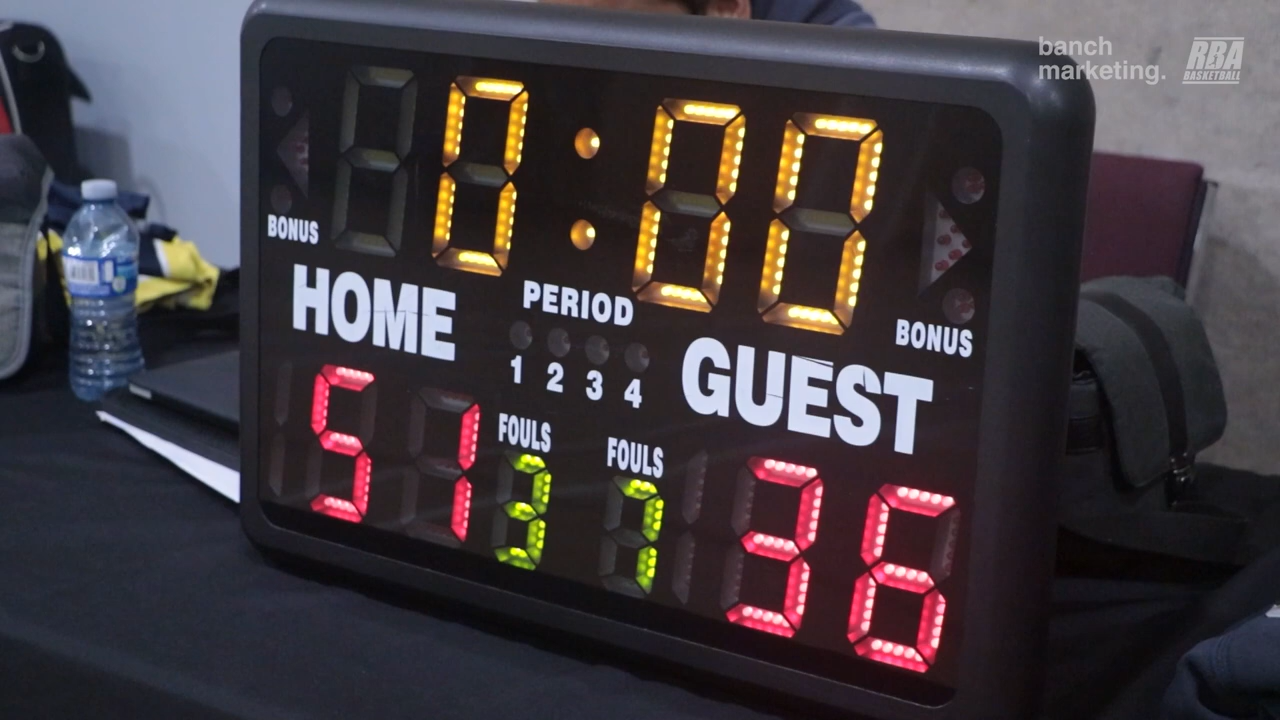 banch
marketing.
RBA
BASKETBALL
0:00
BONUS
BONUS
HOME
PERIOD
GUEST
1 2 3 4
FOULS
FOULS
51
3
7
36